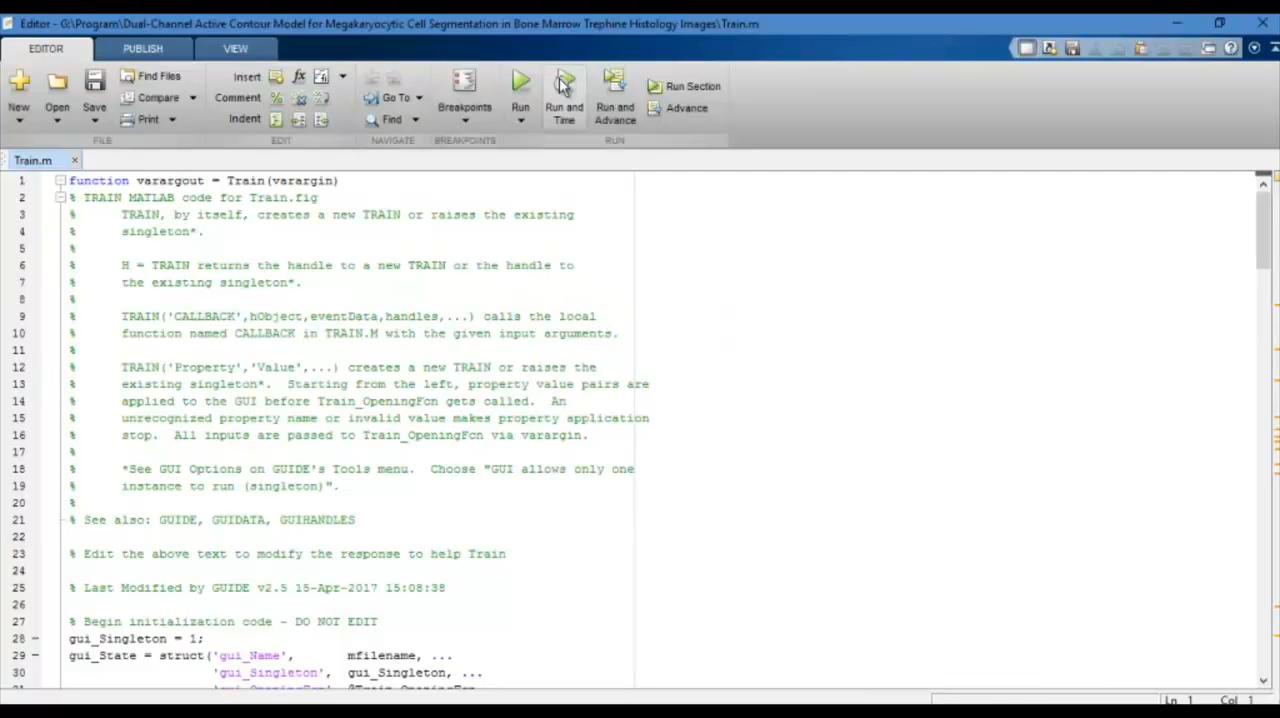 Editor - G:\Program\Dual-Channel Active Contour Model for Megakaryocytic Cell Segmentation in Bone Marrow Trephine Histology Images\Train.m
EDITOR PUBLISH VIEW
New Open Save Find Files Compare Print
Insert Comment Indent
Go To Find
Breakpoints
Run
Run and Time
Run and Advance
Run Section
Advance
FILE EDIT NAVIGATE BREAKPOINTS RUN
Train.m
1 function varargout = Train(varargin)
2 % TRAIN MATLAB code for Train.fig
3 % TRAIN, by itself, creates a new TRAIN or raises the existing
4 % singleton*.
5 %
6 % H = TRAIN returns the handle to a new TRAIN or the handle to
7 % the existing singleton*.
8 %
9 % TRAIN('CALLBACK',hObject,eventData,handles,...) calls the local
10 % function named CALLBACK in TRAIN.M with the given input arguments.
11 %
12 % TRAIN('Property','Value',...) creates a new TRAIN or raises the
13 % existing singleton*. Starting from the left, property value pairs are
14 % applied to the GUI before Train_OpeningFcn gets called. An
15 % unrecognized property name or invalid value makes property application
16 % stop. All inputs are passed to Train_OpeningFcn via varargin.
17 %
18 % *See GUI Options on GUIDE's Tools menu. Choose "GUI allows only one
19 % instance to run (singleton)".
20 %
21 % See also: GUIDE, GUIDATA, GUIHANDLES
22
23 % Edit the above text to modify the response to help Train
24
25 % Last Modified by GUIDE v2.5 15-Apr-2017 15:08:38
26
27 % Begin initialization code - DO NOT EDIT
28 gui_Singleton = 1;
29 gui_State = struct('gui_Name', mfilename, ...
30 'gui_Singleton', gui_Singleton, ...
Ln 1 Col 1